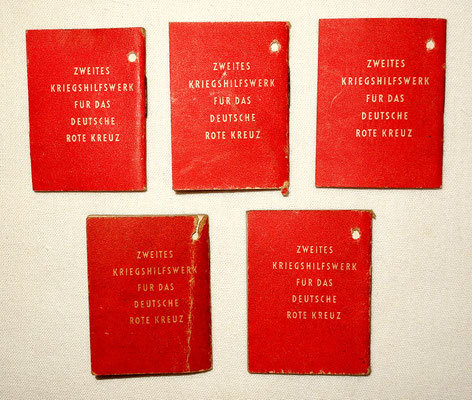 ZWEITES
KRIEGSHILFSWERK
FÜR DAS
DEUTSCHE
ROTE KREUZ
ZWEITES
KRIEGSHILFSWERK
FÜR DAS
DEUTSCHE
ROTE KREUZ
ZWEITES
KRIEGSHILFSWERK
FÜR DAS
DEUTSCHE
ROTE KREUZ
ZWEITES
KRIEGSHILFSWERK
FÜR DAS
DEUTSCHE
ROTE KREUZ
ZWEITES
KRIEGSHILFSWERK
FÜR DAS
DEUTSCHE
ROTE KREUZ